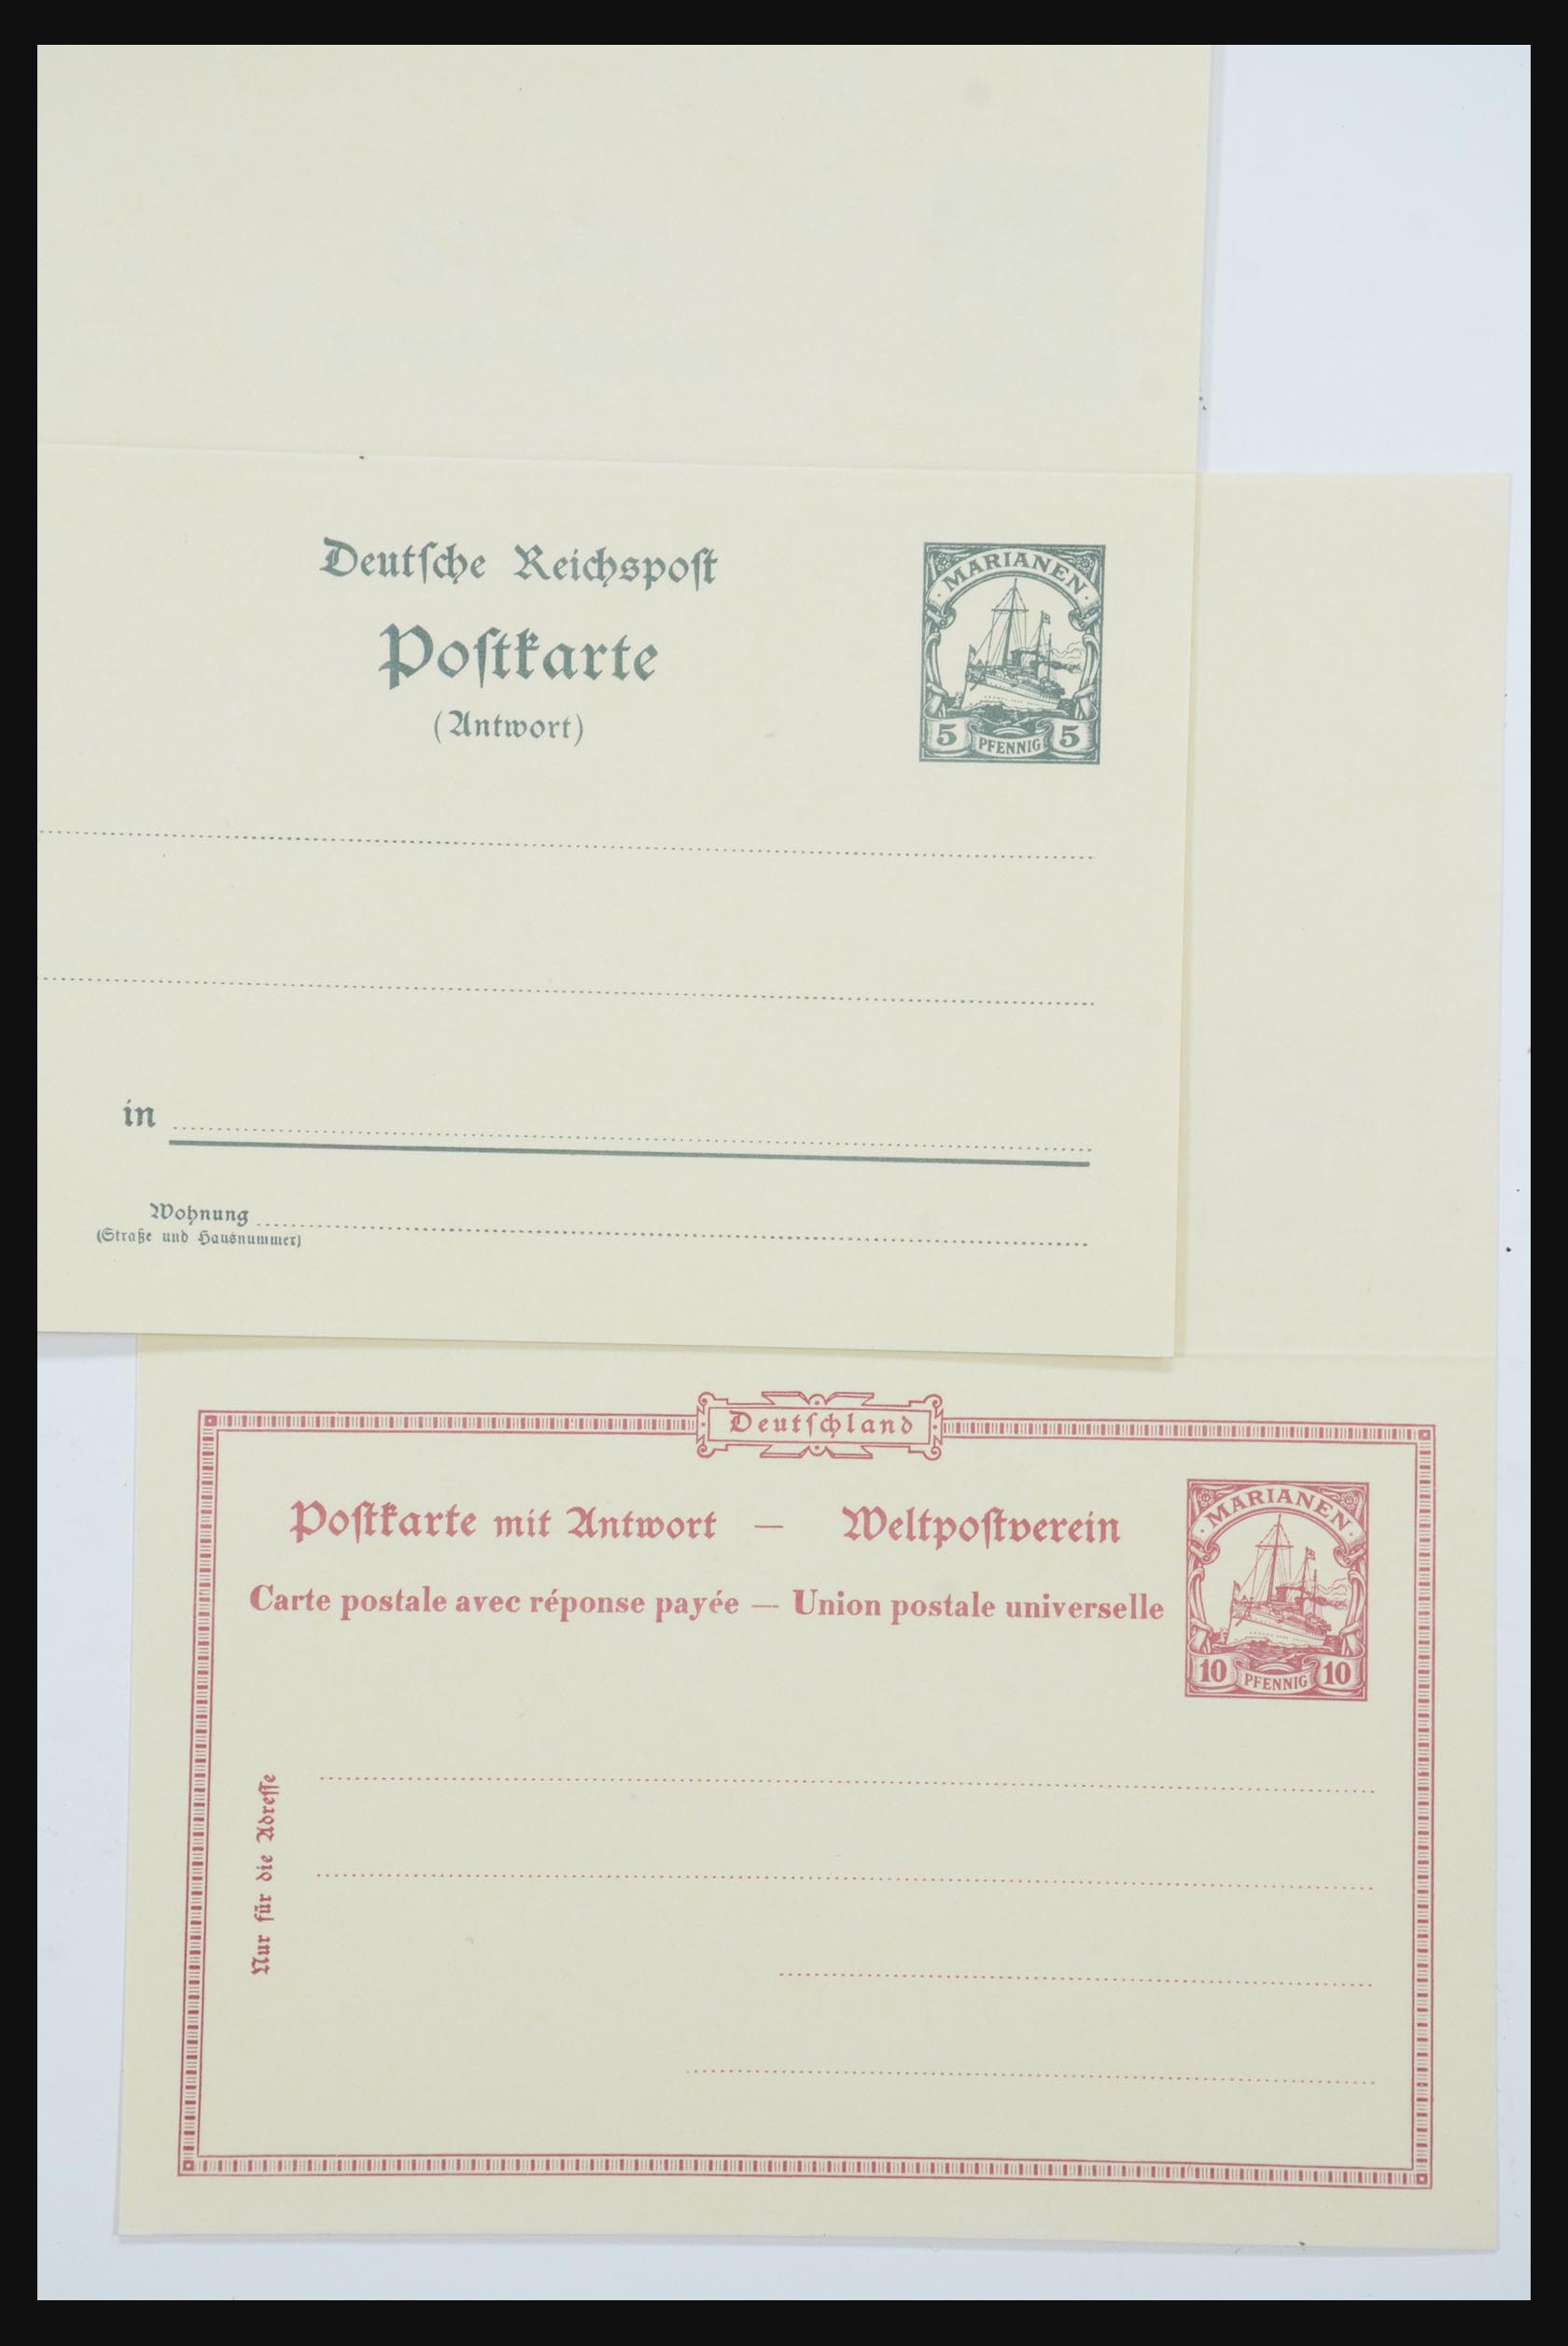 Deutſche Reichspoſt
Poſtkarte
(Antwort)
MARIANEN
5 PFENNIG 5
in
Wohnung
(Straße und Hausnummer)
Deutſchland
Poſtkarte mit Antwort — Weltpoſtverein
Carte postale avec réponse payée — Union postale universelle
MARIANEN
10 PFENNIG 10
Nur für die Adreſſe